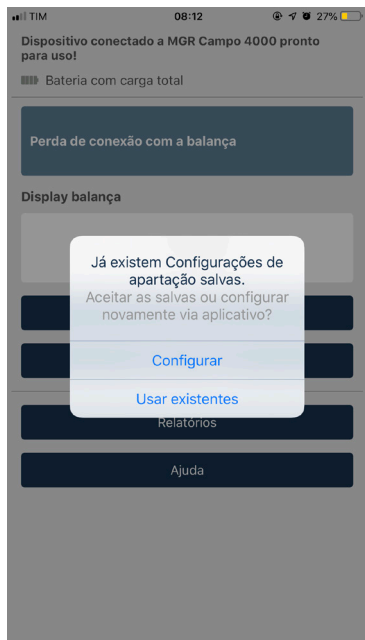 TIM 08:12 27%
Dispositivo conectado a MGR Campo 4000 pronto
para uso!
Bateria com carga total
Perda de conexão com a balança
Display balança
Já existem Configurações de
apartação salvas.
Aceitar as salvas ou configurar
novamente via aplicativo?
Configurar
Usar existentes
Relatórios
Ajuda